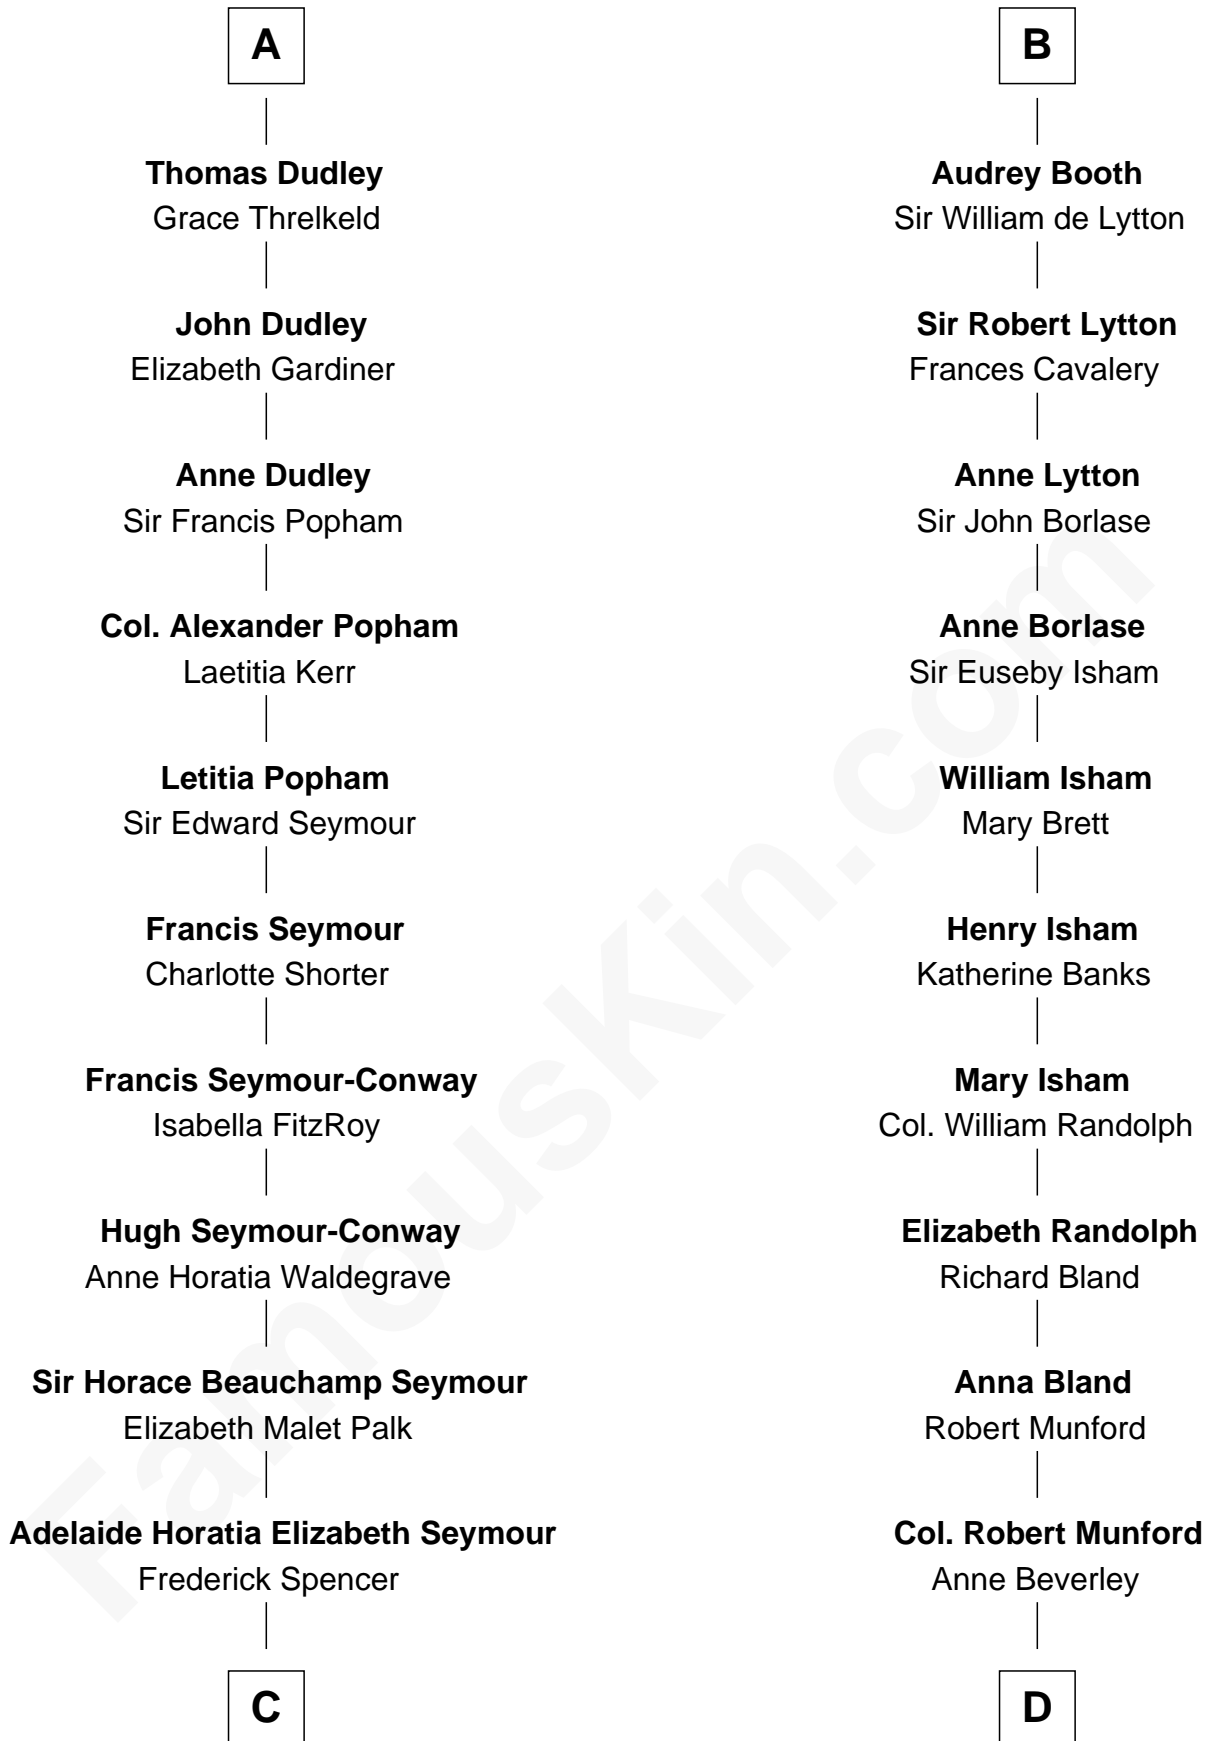 A
Thomas Dudley
Grace Threlkeld
John Dudley
Elizabeth Gardiner
Anne Dudley
Sir Francis Popham
Col. Alexander Popham
Laetitia Kerr
Letitia Popham
Sir Edward Seymour
Francis Seymour
Charlotte Shorter
Francis Seymour-Conway
Isabella FitzRoy
Hugh Seymour-Conway
Anne Horatia Waldegrave
Sir Horace Beauchamp Seymour
Elizabeth Malet Palk
Adelaide Horatia Elizabeth Seymour
Frederick Spencer
C
B
Audrey Booth
Sir William de Lytton
Sir Robert Lytton
Frances Cavalery
Anne Lytton
Sir John Borlase
Anne Borlase
Sir Euseby Isham
William Isham
Mary Brett
Henry Isham
Katherine Banks
Mary Isham
Col. William Randolph
Elizabeth Randolph
Richard Bland
Anna Bland
Robert Munford
Col. Robert Munford
Anne Beverley
D
FamousKin.com